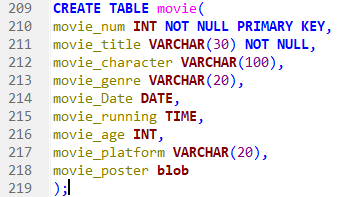 209 CREATE TABLE movie(
210 movie_num INT NOT NULL PRIMARY KEY,
211 movie_title VARCHAR(30) NOT NULL,
212 movie_character VARCHAR(100),
213 movie_genre VARCHAR(20),
214 movie_Date DATE,
215 movie_running TIME,
216 movie_age INT,
217 movie_platform VARCHAR(20),
218 movie_poster blob
219 );